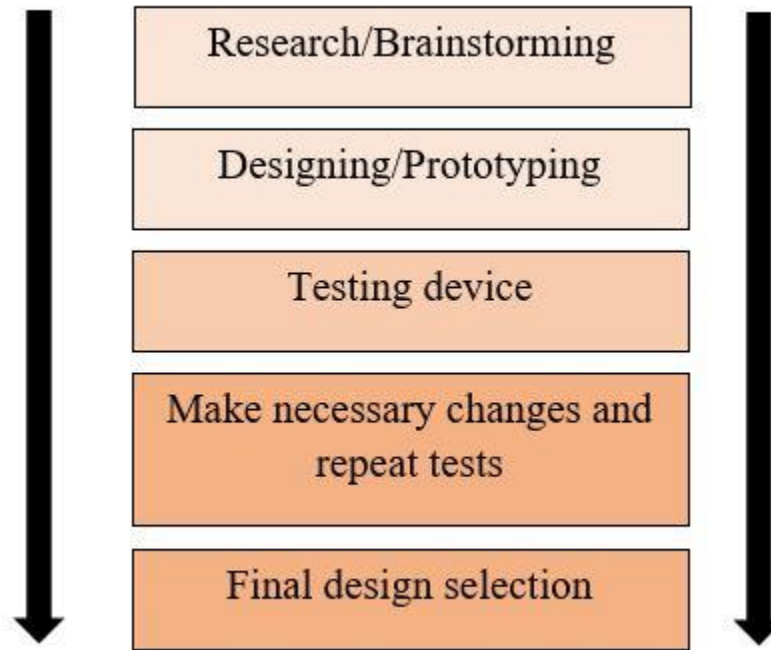 Research/Brainstorming
Designing/Prototyping
Testing device
Make necessary changes and
repeat tests
Final design selection